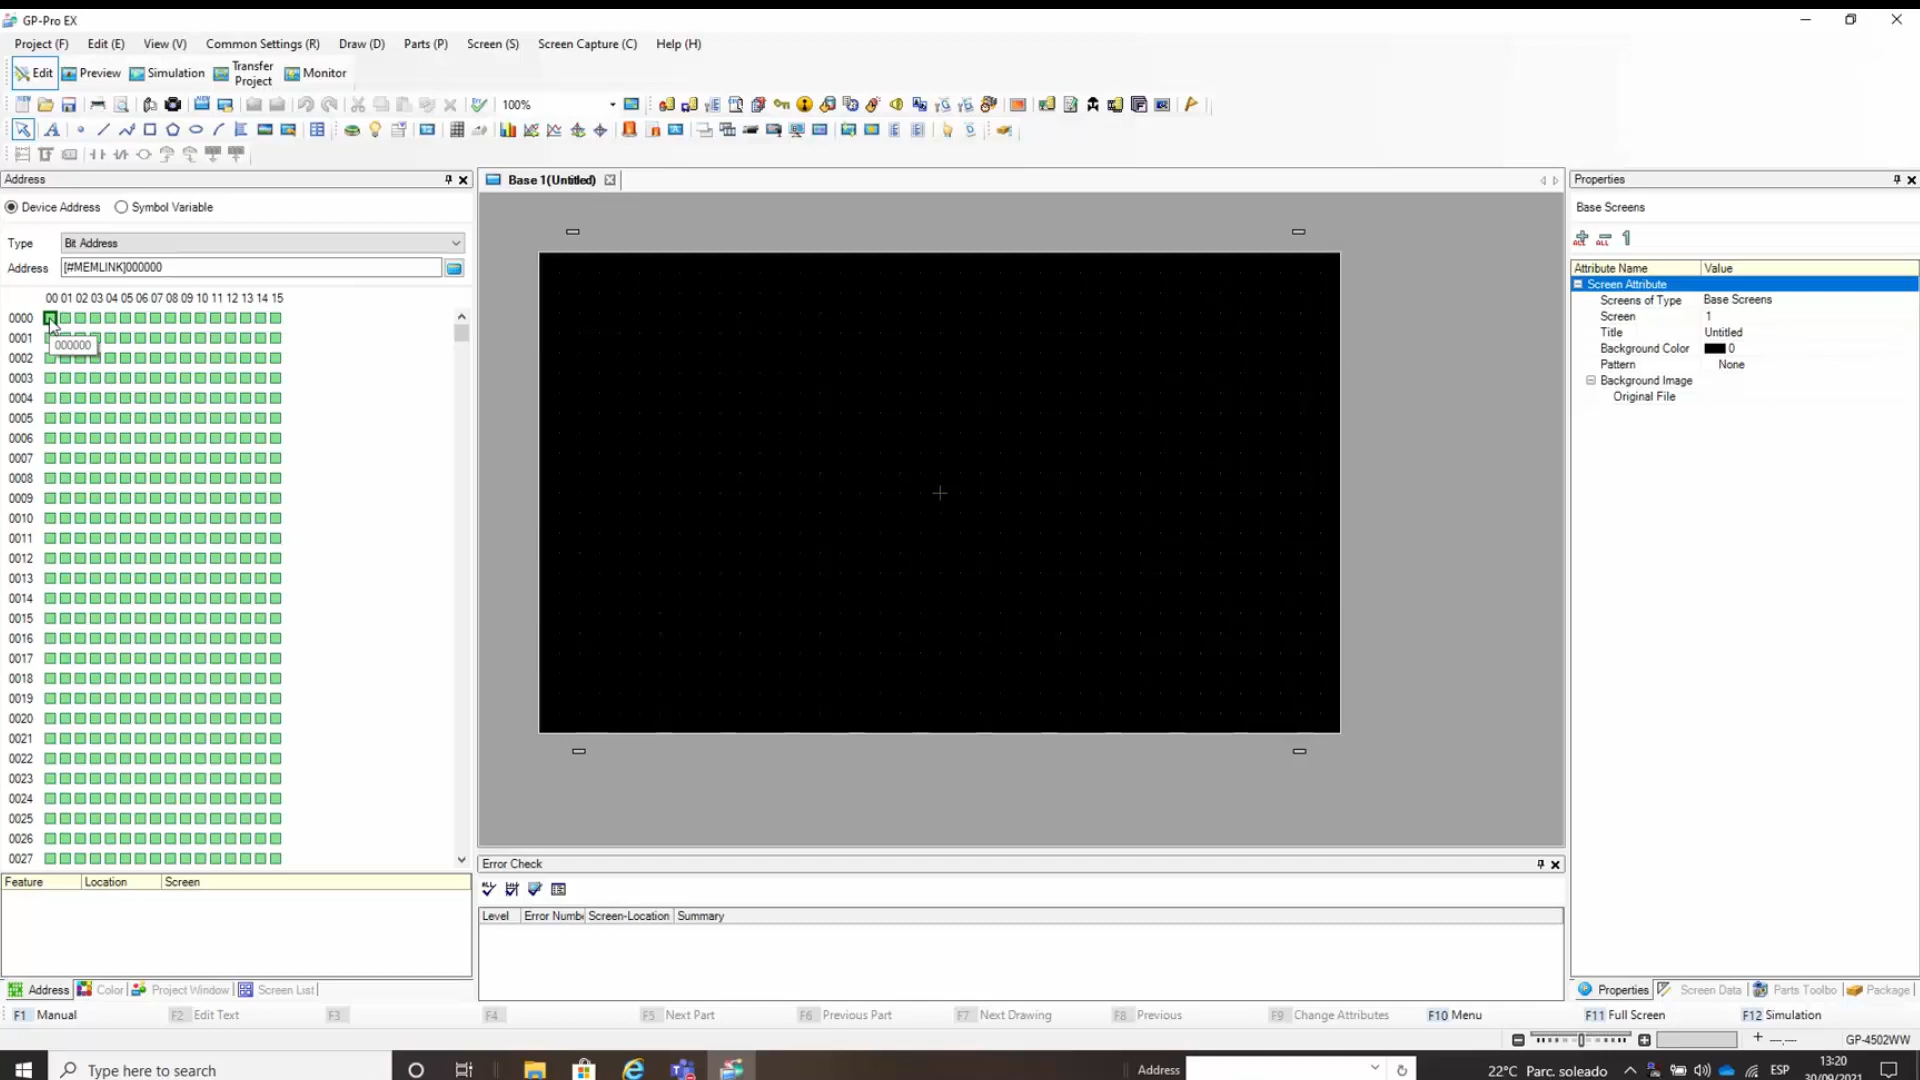 GP-Pro EX
Project (F) Edit (E) View (V) Common Settings (R) Draw (D) Parts (P) Screen (S) Screen Capture (C) Help (H)
Edit Preview Simulation Transfer Project Monitor
100%
Address
Device Address Symbol Variable
Type Bit Address
Address [#MEMLINK]000000
00 01 02 03 04 05 06 07 08 09 10 11 12 13 14 15
0000
000000
0001
0002
0003
0004
0005
0006
0007
0008
0009
0010
0011
0012
0013
0014
0015
0016
0017
0018
0019
0020
0021
0022
0023
0024
0025
0026
0027
Feature Location Screen
Address Color Project Window Screen List
Base 1(Untitled)
Error Check
Level Error Numbe Screen-Location Summary
Properties
Base Screens
ALL ALL 1
Attribute Name Value
Screen Attribute
Screens of Type Base Screens
Screen 1
Title Untitled
Background Color 0
Pattern None
Background Image
Original File
Properties Screen Data Parts Toolbo Package
F1 Manual F2 Edit Text F3 F4 F5 Next Part F6 Previous Part F7 Next Drawing F8 Previous F9 Change Attributes F10 Menu F11 Full Screen F12 Simulation
GP-4502WW
Type here to search
Address
22°C Parc. soleado
ESP
13:20
30/09/2021